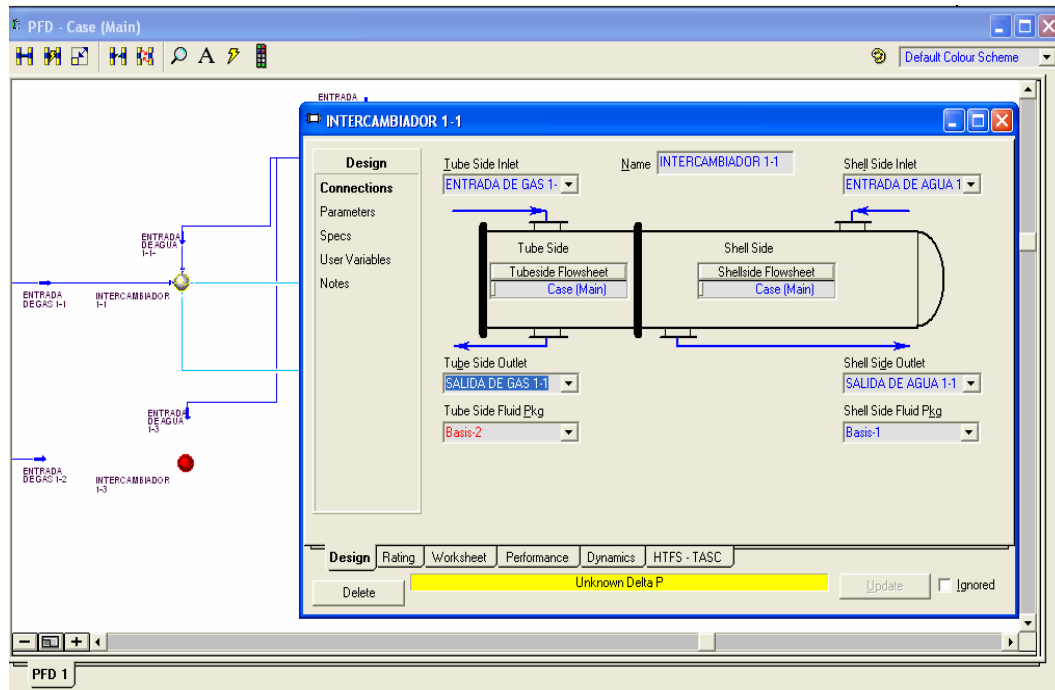 PFD - Case (Main)
A
Default Colour Scheme
ENTRADA
ENTRADA
DE AGUA
1-1-
ENTRADA
DE GAS 1-1
INTERCAMBIADOR
1-1
ENTRADA
DE AGUA
1-3
ENTRADA
DE GAS 1-2
INTERCAMBIADOR
1-3
INTERCAMBIADOR 1-1
Design
Connections
Parameters
Specs
User Variables
Notes
Tube Side Inlet
ENTRADA DE GAS 1-
Name INTERCAMBIADOR 1-1
Shell Side Inlet
ENTRADA DE AGUA 1
Tube Side
Tubeside Flowsheet
Case (Main)
Shell Side
Shellside Flowsheet
Case (Main)
Tube Side Outlet
SALIDA DE GAS 1-1
Tube Side Fluid Pkg
Basis-2
Shell Side Outlet
SALIDA DE AGUA 1-1
Shell Side Fluid Pkg
Basis-1
Design Rating Worksheet Performance Dynamics HTFS - TASC
Delete Unknown Delta P Update Ignored
PFD 1